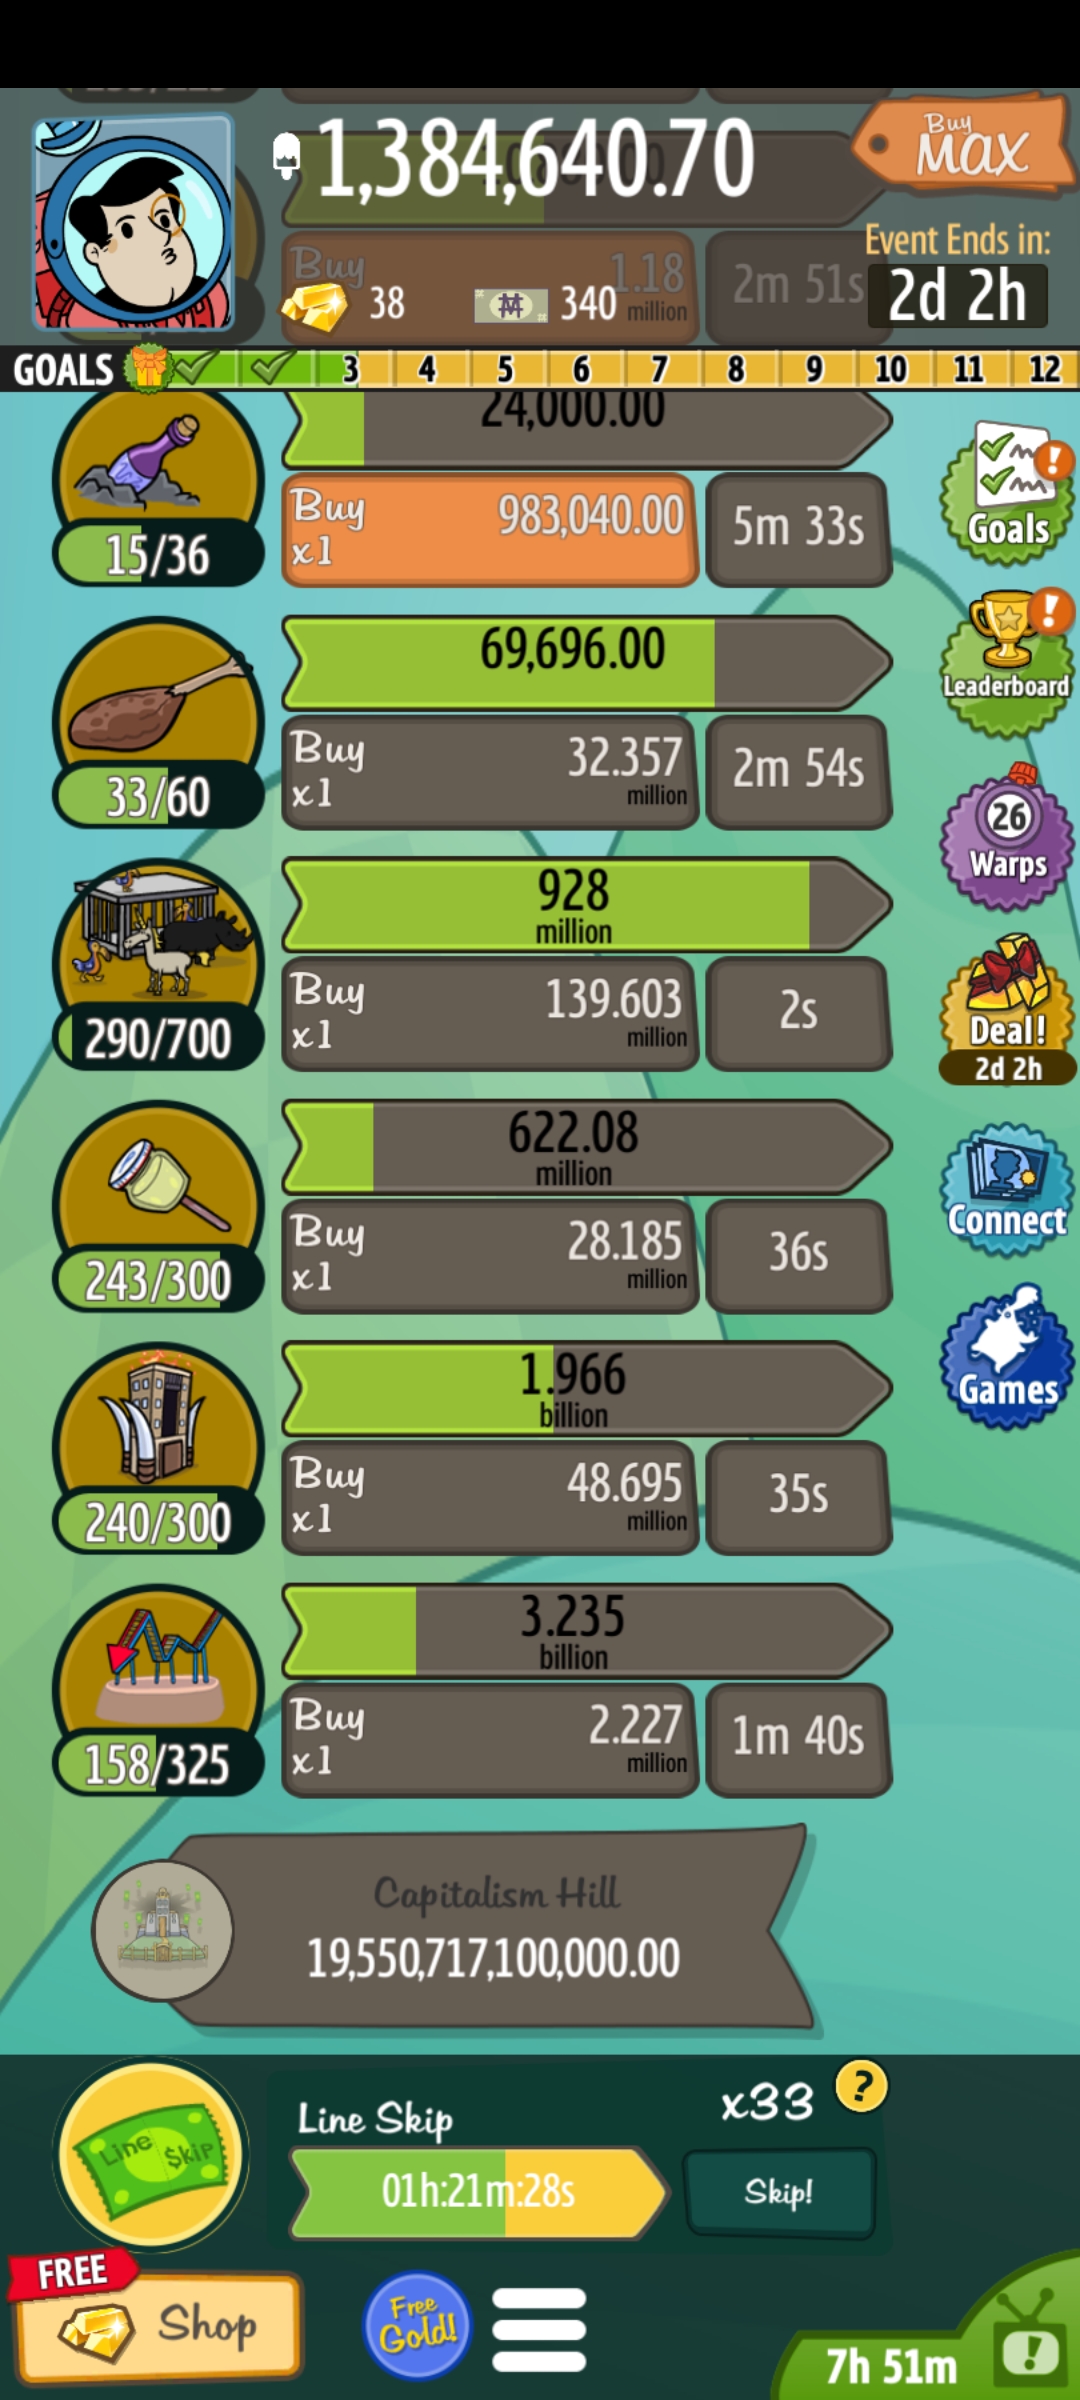 1,384,640.70
Buy
MAX
Event Ends in:
2d 2h
Buy
1.18
million
2m 51s
38
340
GOALS 3 4 5 6 7 8 9 10 11 12
24,000.00
Buy
x1
983,040.00
5m 33s
15/36
Goals
69,696.00
Leaderboard
Buy
x1
32.357
million
2m 54s
33/60
26
Warps
928
million
Buy
x1
139.603
million
2s
290/700
Deal!
2d 2h
622.08
million
Connect
Buy
x1
28.185
million
36s
243/300
1.966
billion
Games
Buy
x1
48.695
million
35s
240/300
3.235
billion
Buy
x1
2.227
million
1m 40s
158/325
Capitalism Hill
19,550,717,100,000.00
Line $kip
Line Skip
x33
?
01h:21m:28s
Skip!
FREE
Shop
Free
Gold!
7h 51m